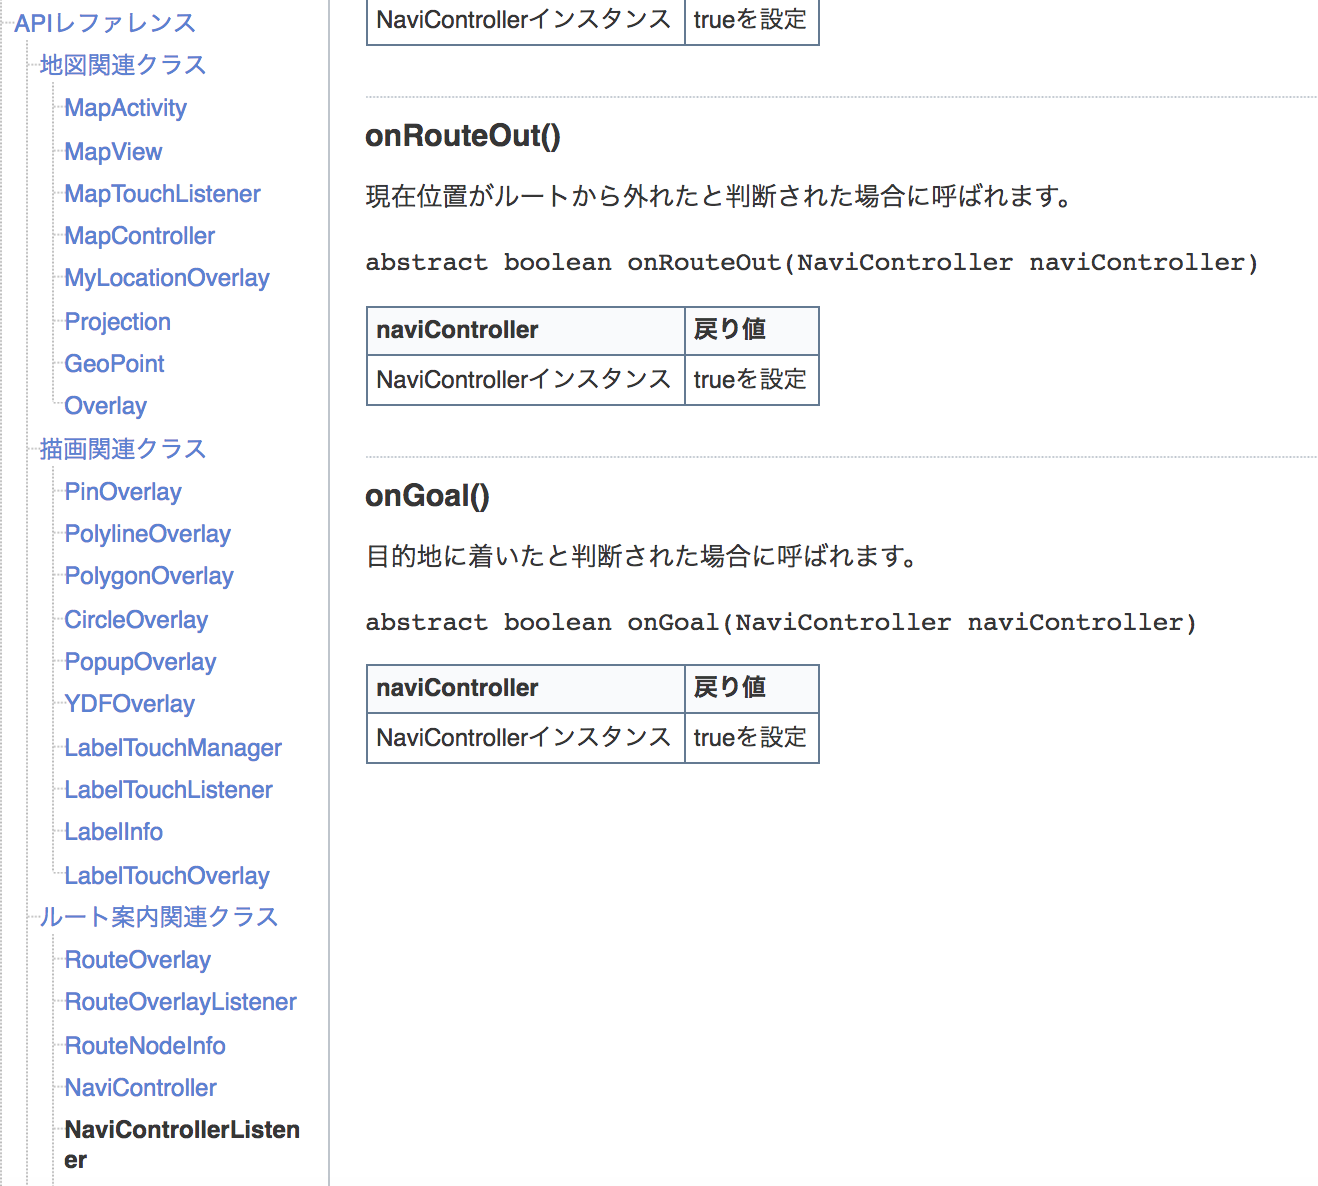 APIレファレンス
地図関連クラス
MapActivity
MapView
MapTouchListener
MapController
MyLocationOverlay
Projection
GeoPoint
Overlay
描画関連クラス
PinOverlay
PolylineOverlay
PolygonOverlay
CircleOverlay
PopupOverlay
YDFOverlay
LabelTouchManager
LabelTouchListener
LabelInfo
LabelTouchOverlay
ルート案内関連クラス
RouteOverlay
RouteOverlayListener
RouteNodeInfo
NaviController
NaviControllerListen
er
NaviControllerインスタンス trueを設定
onRouteOut()
現在位置がルートから外れたと判断された場合に呼ばれます。
abstract boolean onRouteOut(NaviController naviController)
naviController 戻り値
NaviControllerインスタンス trueを設定
onGoal()
目的地に着いたと判断された場合に呼ばれます。
abstract boolean onGoal(NaviController naviController)
naviController 戻り値
NaviControllerインスタンス trueを設定